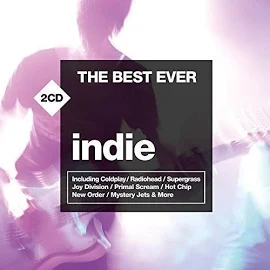 THE BEST EVER
2CD
indie
Including Coldplay / Radiohead / Supergrass
Joy Division / Primal Scream / Hot Chip
New Order / Mystery Jets & More